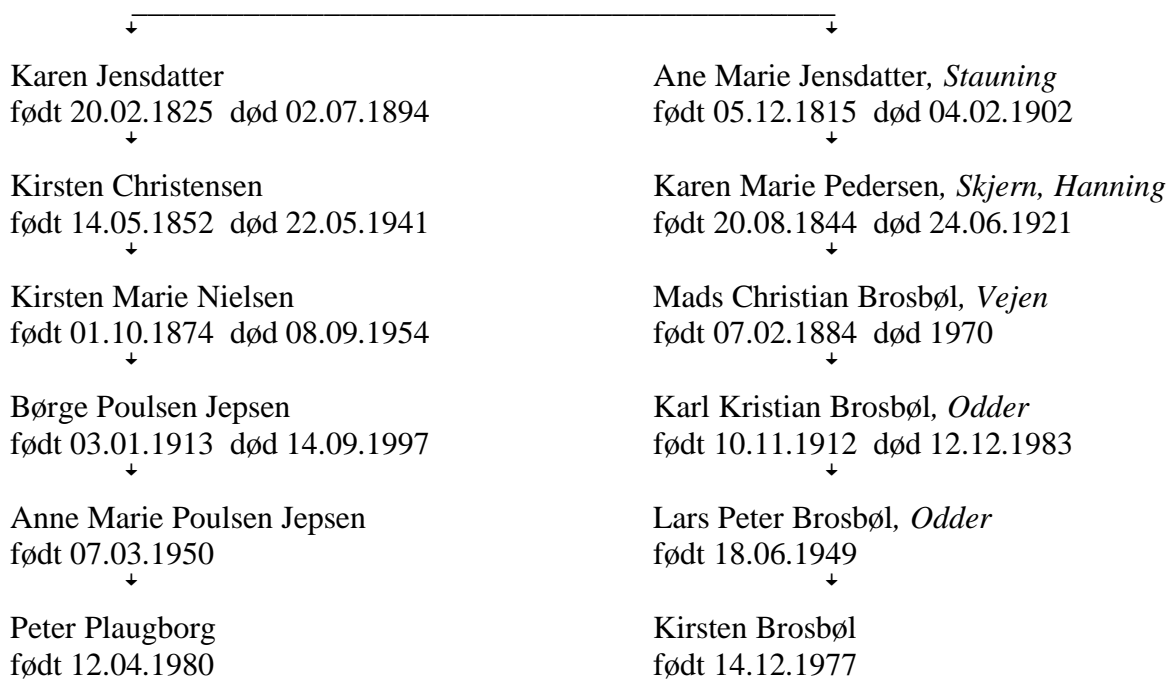 Karen Jensdatter
født 20.02.1825 død 02.07.1894
Kirsten Christensen
født 14.05.1852 død 22.05.1941
Kirsten Marie Nielsen
født 01.10.1874 død 08.09.1954
Børge Poulsen Jepsen
født 03.01.1913 død 14.09.1997
Anne Marie Poulsen Jepsen
født 07.03.1950
Peter Plaugborg
født 12.04.1980
Ane Marie Jensdatter, Stauning
født 05.12.1815 død 04.02.1902
Karen Marie Pedersen, Skjern, Hanning
født 20.08.1844 død 24.06.1921
Mads Christian Brosbøl, Vejen
født 07.02.1884 død 1970
Karl Kristian Brosbøl, Odder
født 10.11.1912 død 12.12.1983
Lars Peter Brosbøl, Odder
født 18.06.1949
Kirsten Brosbøl
født 14.12.1977